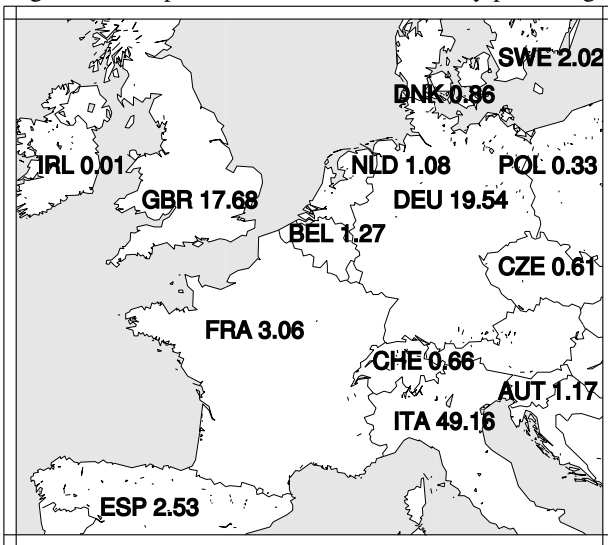 SWE 2.02
DNK 0.86
IRL 0.01
NLD 1.08
POL 0.33
GBR 17.68
DEU 19.54
BEL 1.27
CZE 0.61
FRA 3.06
CHE 0.66
AUT 1.17
ITA 49.16
ESP 2.53